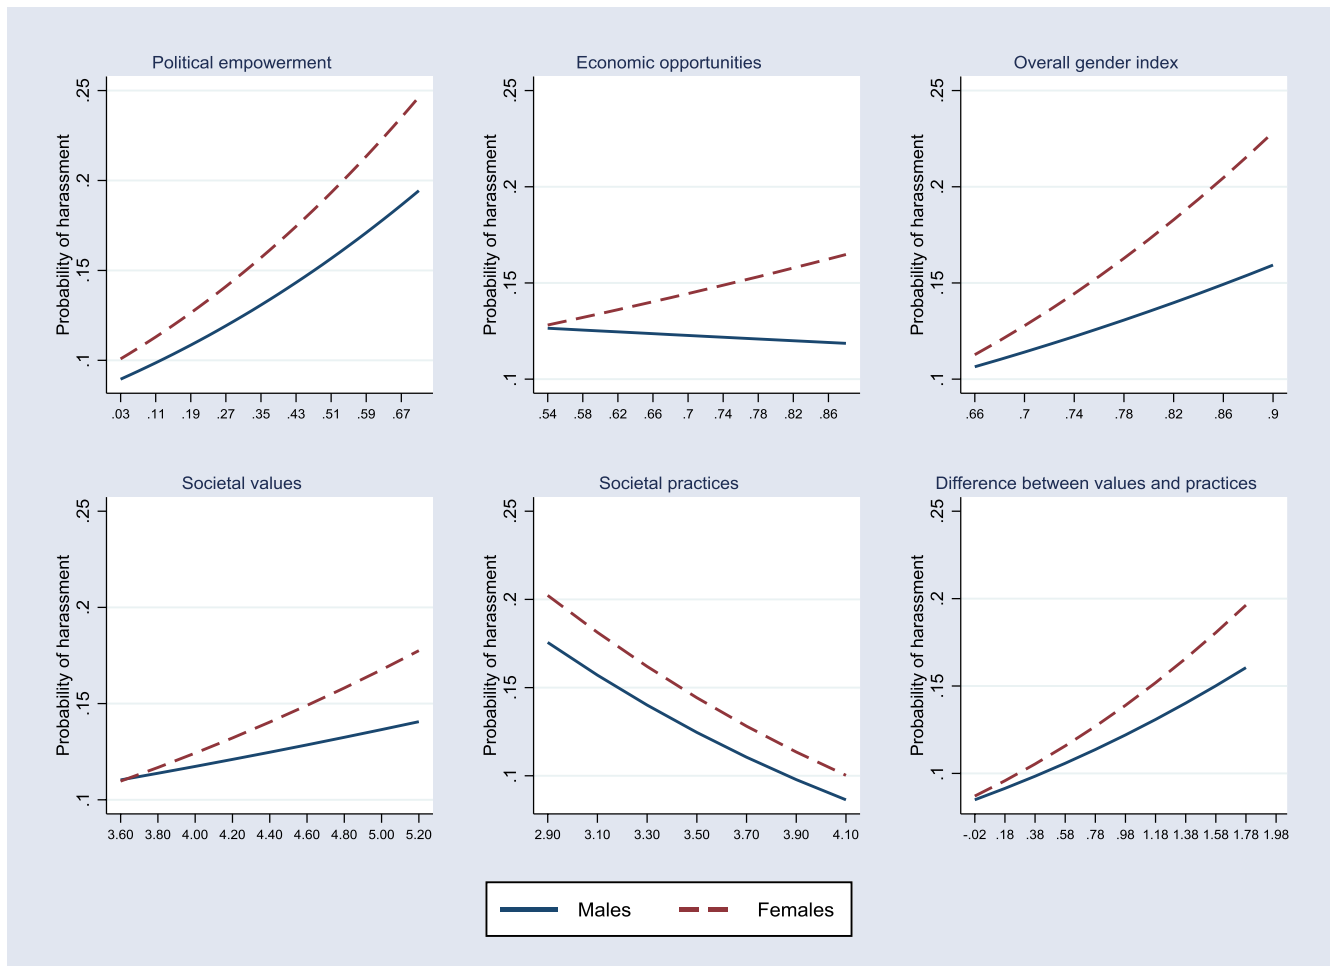 Political empowerment
Probability of harassment
.25
.2
.15
.1
.03 .11 .19 .27 .35 .43 .51 .59 .67
Economic opportunities
Probability of harassment
.25
.2
.15
.1
.54 .58 .62 .66 .7 .74 .78 .82 .86
Overall gender index
Probability of harassment
.25
.2
.15
.1
.66 .7 .74 .78 .82 .86 .9
Societal values
Probability of harassment
.25
.2
.15
.1
3.60 3.80 4.00 4.20 4.40 4.60 4.80 5.00 5.20
Societal practices
Probability of harassment
.25
.2
.15
.1
2.90 3.10 3.30 3.50 3.70 3.90 4.10
Difference between values and practices
Probability of harassment
.25
.2
.15
.1
-.02 .18 .38 .58 .78 .98 1.18 1.38 1.58 1.78 1.98
Males Females